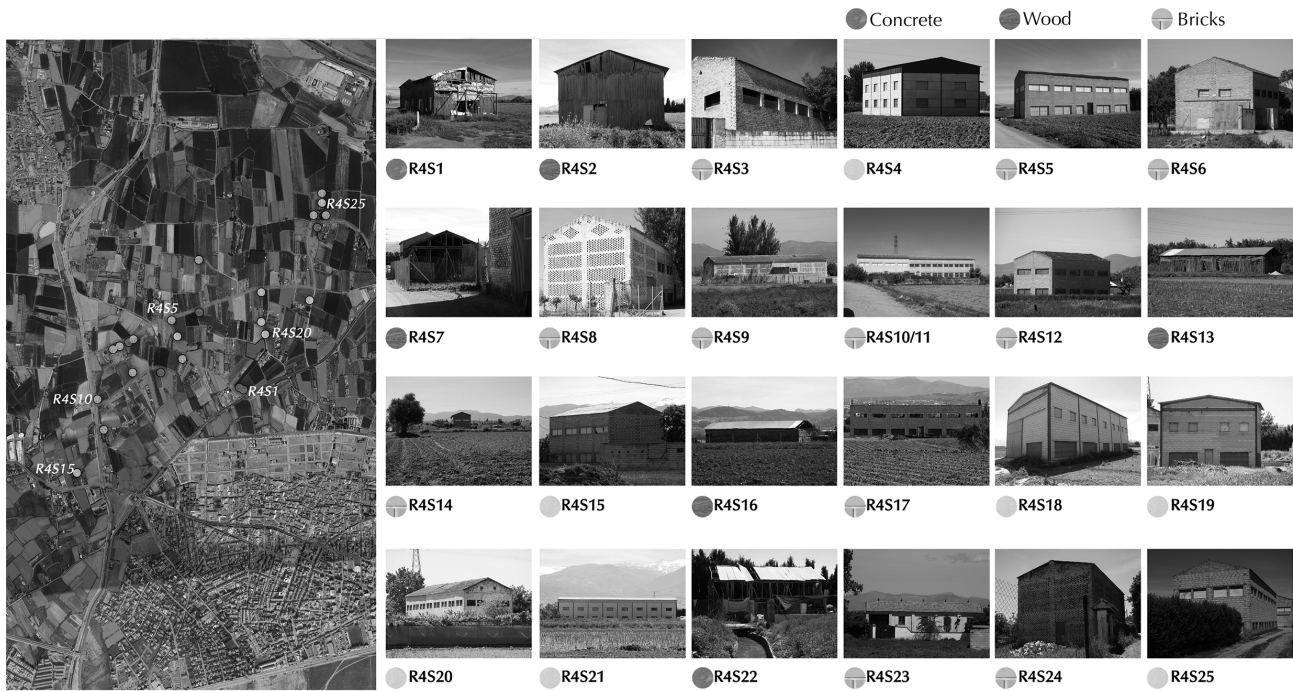 Concrete Wood Bricks
R4S1 R4S2 R4S3 R4S4 R4S5 R4S6
R4S7 R4S8 R4S9 R4S10/11 R4S12 R4S13
R4S14 R4S15 R4S16 R4S17 R4S18 R4S19
R4S20 R4S21 R4S22 R4S23 R4S24 R4S25
R4S25
R4S5
R4S20
R4S1
R4S10
R4S15